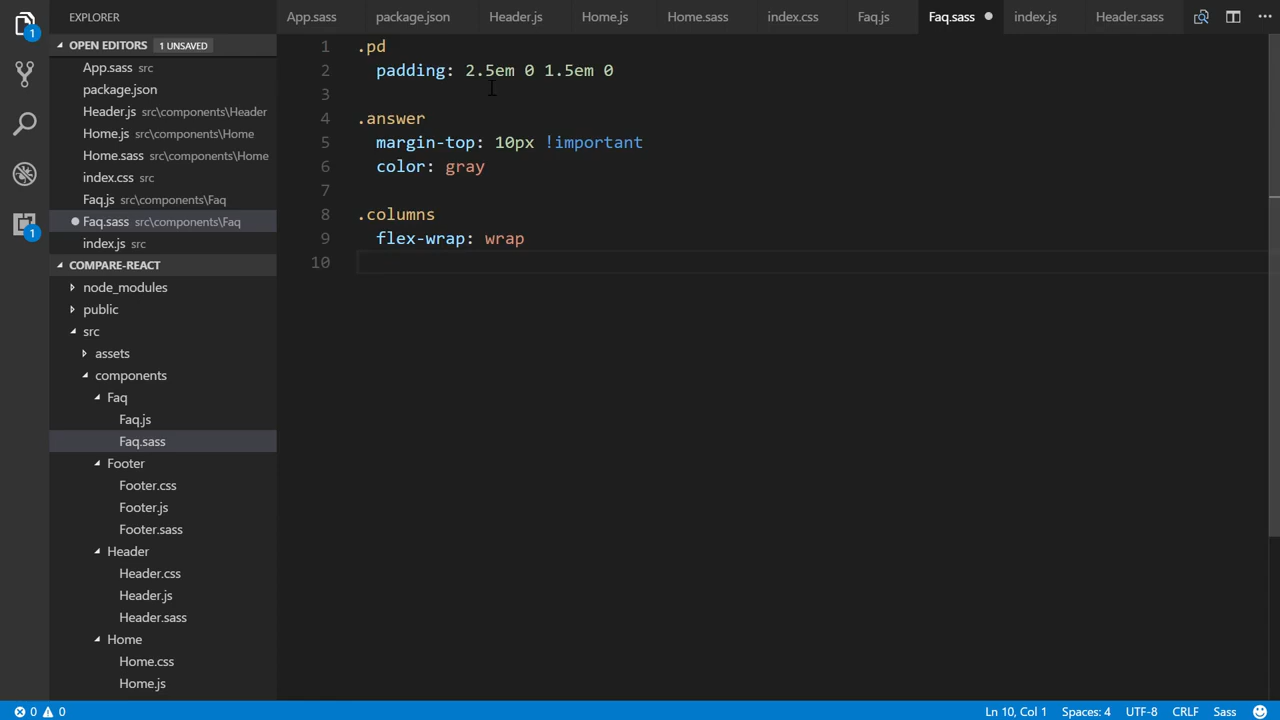 EXPLORER
App.sass
package.json
Header.js
Home.js
Home.sass
index.css
Faq.js
Faq.sass
index.js
Header.sass
1
OPEN EDITORS 1 UNSAVED
App.sass src
package.json
Header.js src\components\Header
Home.js src\components\Home
Home.sass src\components\Home
index.css src
Faq.js src\components\Faq
Faq.sass src\components\Faq
index.js src
1
COMPARE-REACT
node_modules
public
src
assets
components
Faq
Faq.js
Faq.sass
Footer
Footer.css
Footer.js
Footer.sass
Header
Header.css
Header.js
Header.sass
Home
Home.css
Home.js
1 .pd
2 padding: 2.5em 0 1.5em 0
3
4 .answer
5 margin-top: 10px !important
6 color: gray
7
8 .columns
9 flex-wrap: wrap
10
0 0
Ln 10, Col 1 Spaces: 4 UTF-8 CRLF Sass